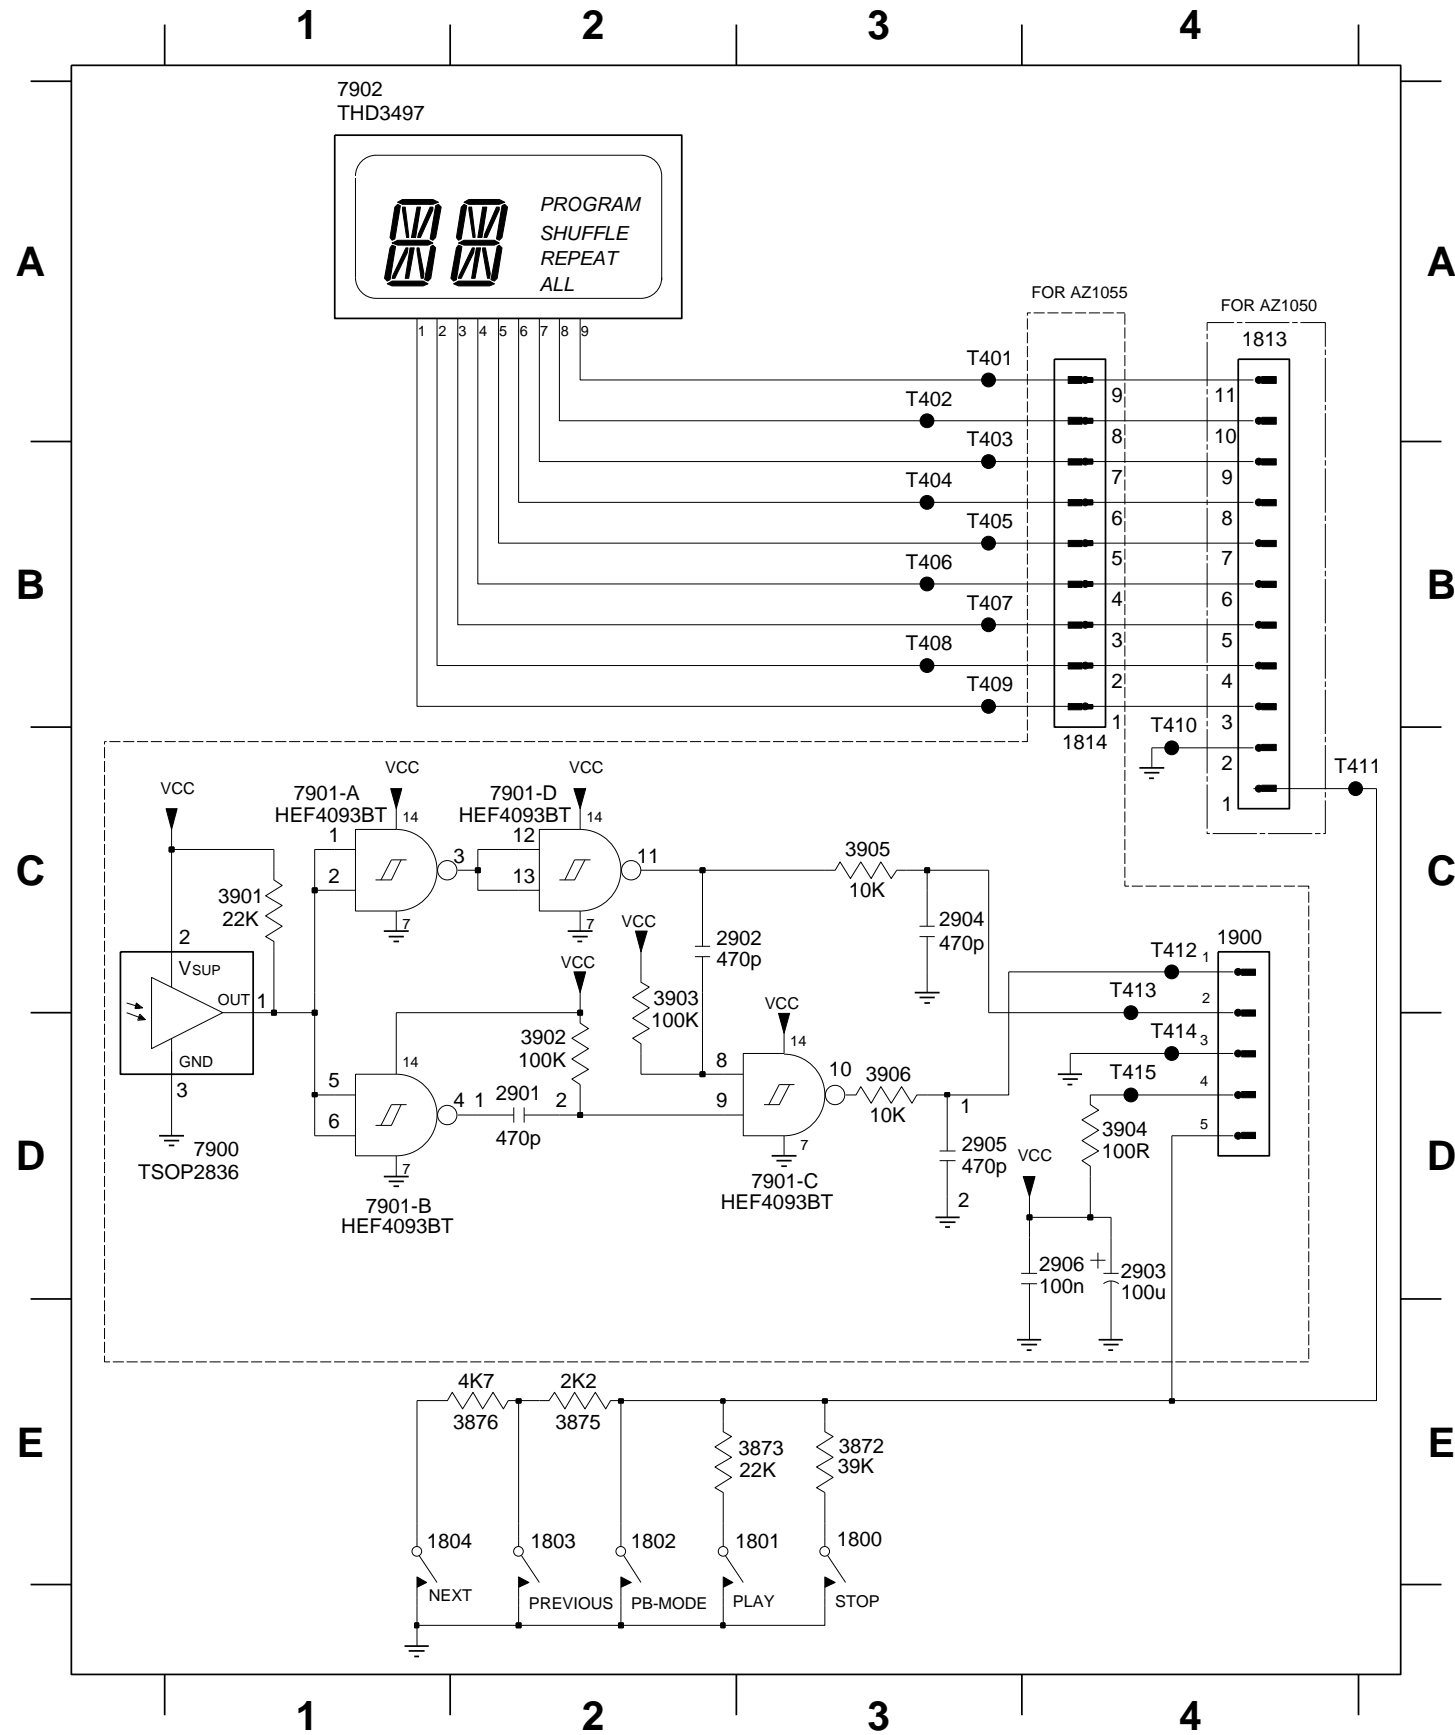 1 2 3 4
7902
THD3497
PROGRAM
SHUFFLE
REPEAT
ALL
A A
FOR AZ1055
FOR AZ1050
1813
1 2 3 4 5 6 7 8 9
T401
9 11
T402
8 10
T403
7 9
T404
6 8
T405
5 7
T406
B B
4 6
T407
3 5
T408
2 4
T409
1 3
T410
1814
2
T411
1
VCC
VCC
VCC
7901-A
HEF4093BT
7901-D
HEF4093BT
14
14
1
2
3
12
13
11
7
7
3905
10K
C C
3901
22K
2904
470p
VCC
2902
470p
1900
2
VSUP
OUT
1
GND
3
VCC
3903
100K
VCC
T412
1
T413
2
T414
3
T415
4
5
3902
100K
14
14
8
9
10
3906
10K
1
5
6
4
1
2901
2
470p
7
7
7900
TSOP2836
7901-B
HEF4093BT
7901-C
HEF4093BT
2905
470p
2
3904
100R
VCC
D D
2906
100n
+
2903
100u
4K7
3876
2K2
3875
E E
3873
22K
3872
39K
1804
1803
1802
1801
1800
NEXT
PREVIOUS
PB-MODE
PLAY
STOP
1 2 3 4